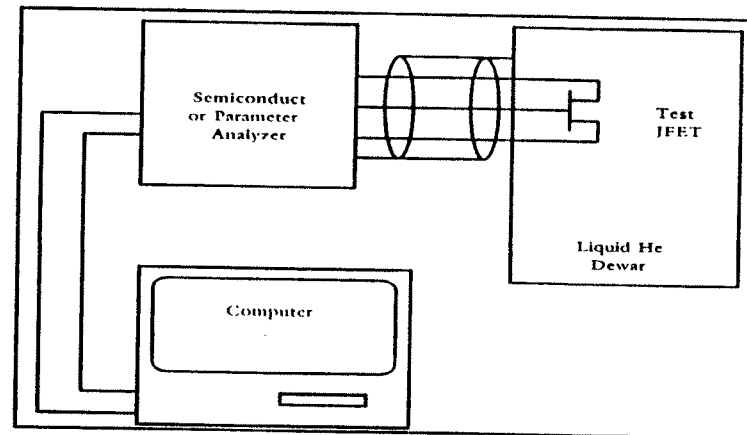 Semiconduct
or Parameter
Analyzer
Test
JFET
Liquid He
Dewar
Computer